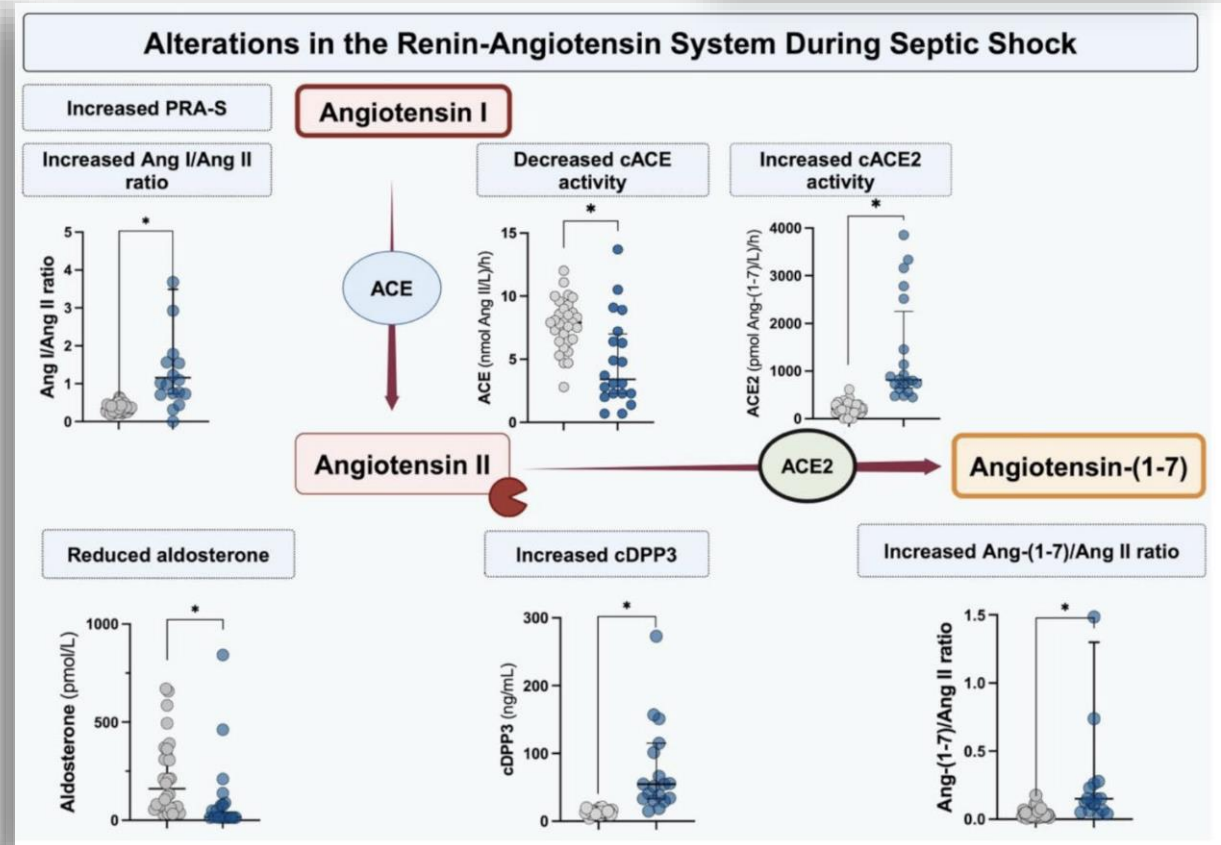 Alterations in the Renin-Angiotensin System During Septic Shock
Increased PRA-S
Angiotensin I
Increased Ang I/Ang II
ratio
Decreased cACE
activity
Increased cACE2
activity
*
5
4
3
2
1
0
Ang I/Ang II ratio
ACE
*
15
10
5
0
ACE (nmol Ang II/L)/h)
*
4000
3000
2000
1000
0
ACE2 (pmol Ang-(1-7)/L)/h)
Angiotensin II
ACE2
Angiotensin-(1-7)
Reduced aldosterone
Increased cDPP3
Increased Ang-(1-7)/Ang II ratio
*
1000
500
0
Aldosterone (pmol/L)
*
300
200
100
0
cDPP3 (ng/mL)
*
1.5
1.0
0.5
0.0
Ang-(1-7)/Ang II ratio